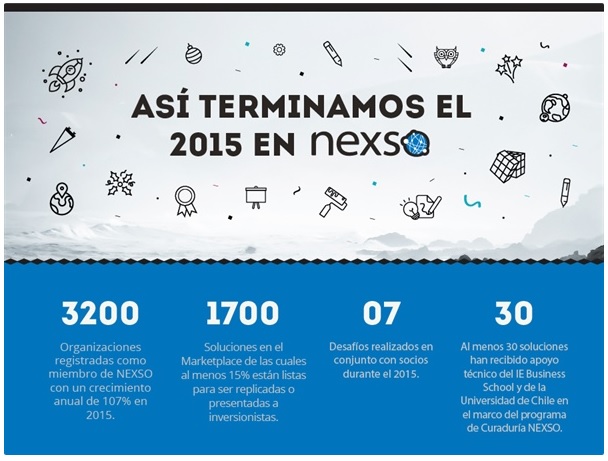 ASÍ TERMINAMOS EL
2015 EN nexso
3200
Organizaciones
registradas como
miembro de NEXSO
con un crecimiento
anual de 107% en
2015.
1700
Soluciones en el
Marketplace de las cuales
al menos 15% están listas
para ser replicadas o
presentadas a
inversionistas.
07
Desafíos realizados en
conjunto con socios
durante el 2015.
30
Al menos 30 soluciones
han recibido apoyo
técnico del IE Business
School y de la
Universidad de Chile en
el marco del programa
de Curaduría NEXSO.